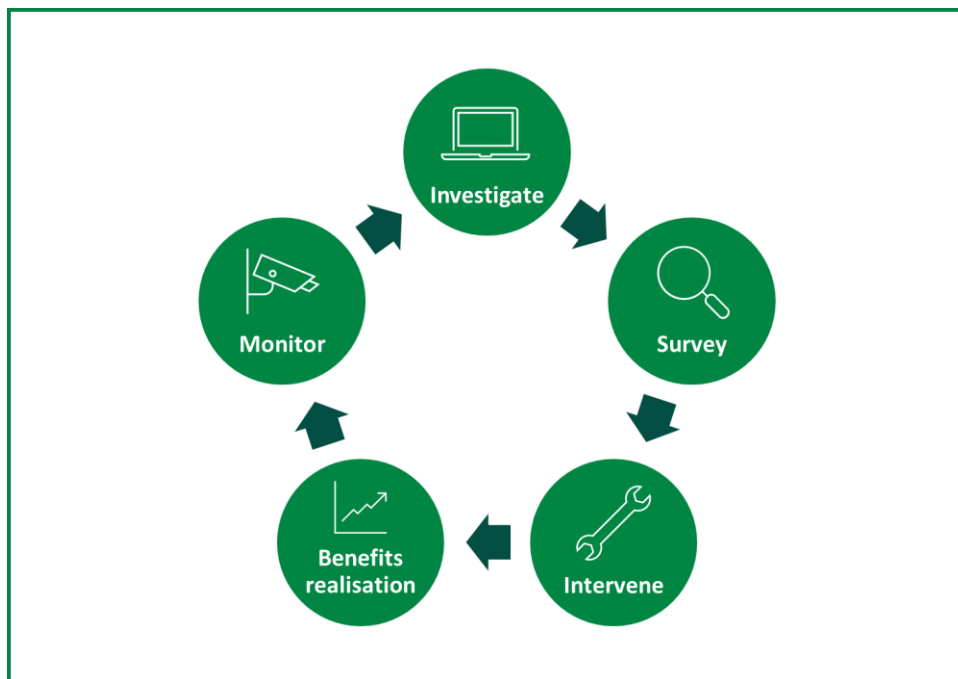 Investigate
Survey
Intervene
Benefits
realisation
Monitor